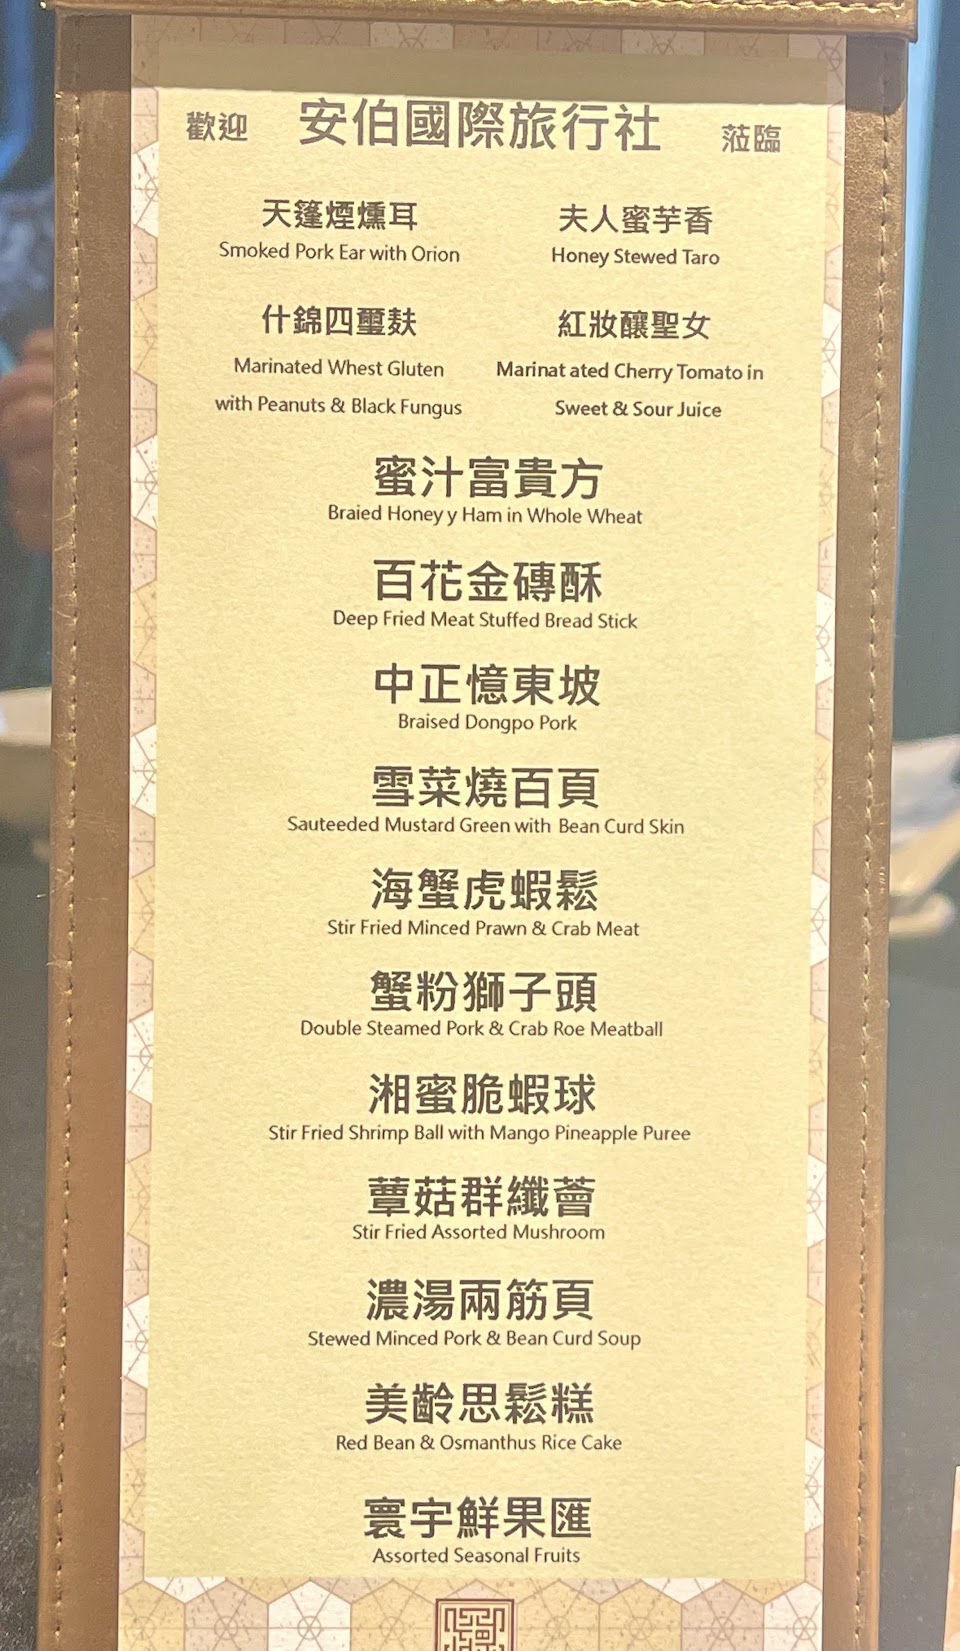 歡迎 安伯國際旅行社 蒞臨
天篷煙燻耳
Smoked Pork Ear with Orion
夫人蜜芋香
Honey Stewed Taro
什錦四璽麩
Marinated Whest Gluten
with Peanuts & Black Fungus
紅妝釀聖女
Marinat ated Cherry Tomato in
Sweet & Sour Juice
蜜汁富貴方
Braied Honey y Ham in Whole Wheat
百花金磚酥
Deep Fried Meat Stuffed Bread Stick
中正憶東坡
Braised Dongpo Pork
雪菜燒百頁
Sauteeded Mustard Green with Bean Curd Skin
海蟹虎蝦鬆
Stir Fried Minced Prawn & Crab Meat
蟹粉獅子頭
Double Steamed Pork & Crab Roe Meatball
湘蜜脆蝦球
Stir Fried Shrimp Ball with Mango Pineapple Puree
蕈菇群纖薈
Stir Fried Assorted Mushroom
濃湯兩筋頁
Stewed Minced Pork & Bean Curd Soup
美齡思鬆糕
Red Bean & Osmanthus Rice Cake
寰宇鮮果匯
Assorted Seasonal Fruits